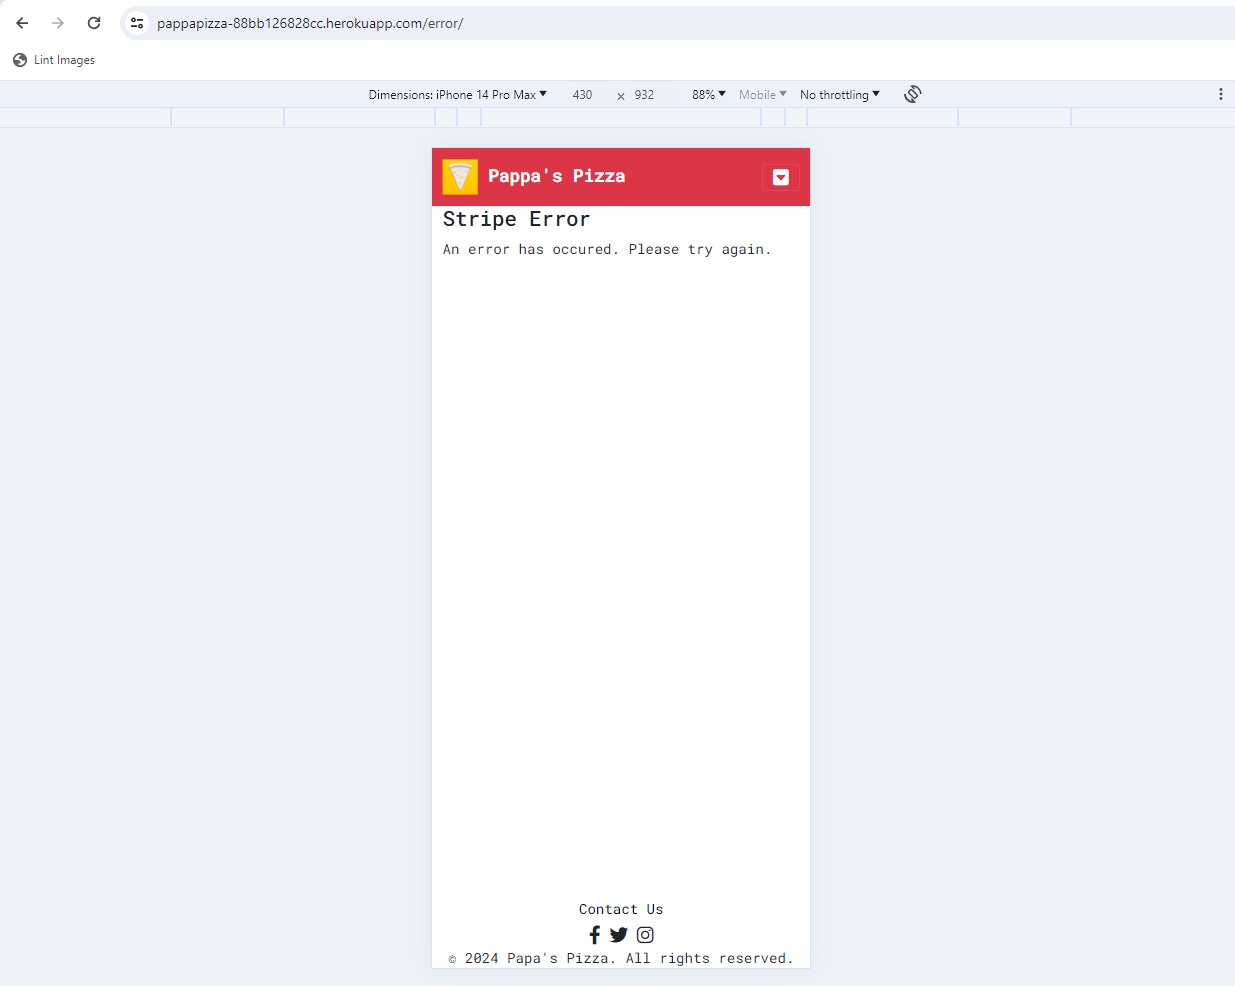 pappapizza-88bb126828cc.herokuapp.com/error/
Lint Images
Dimensions: iPhone 14 Pro Max 430 × 932 88% Mobile No throttling
Pappa's Pizza
Stripe Error
An error has occured. Please try again.
Contact Us
© 2024 Papa's Pizza. All rights reserved.